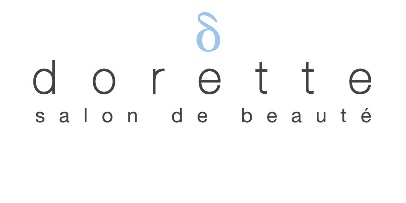 δ
dorette
salon de beauté